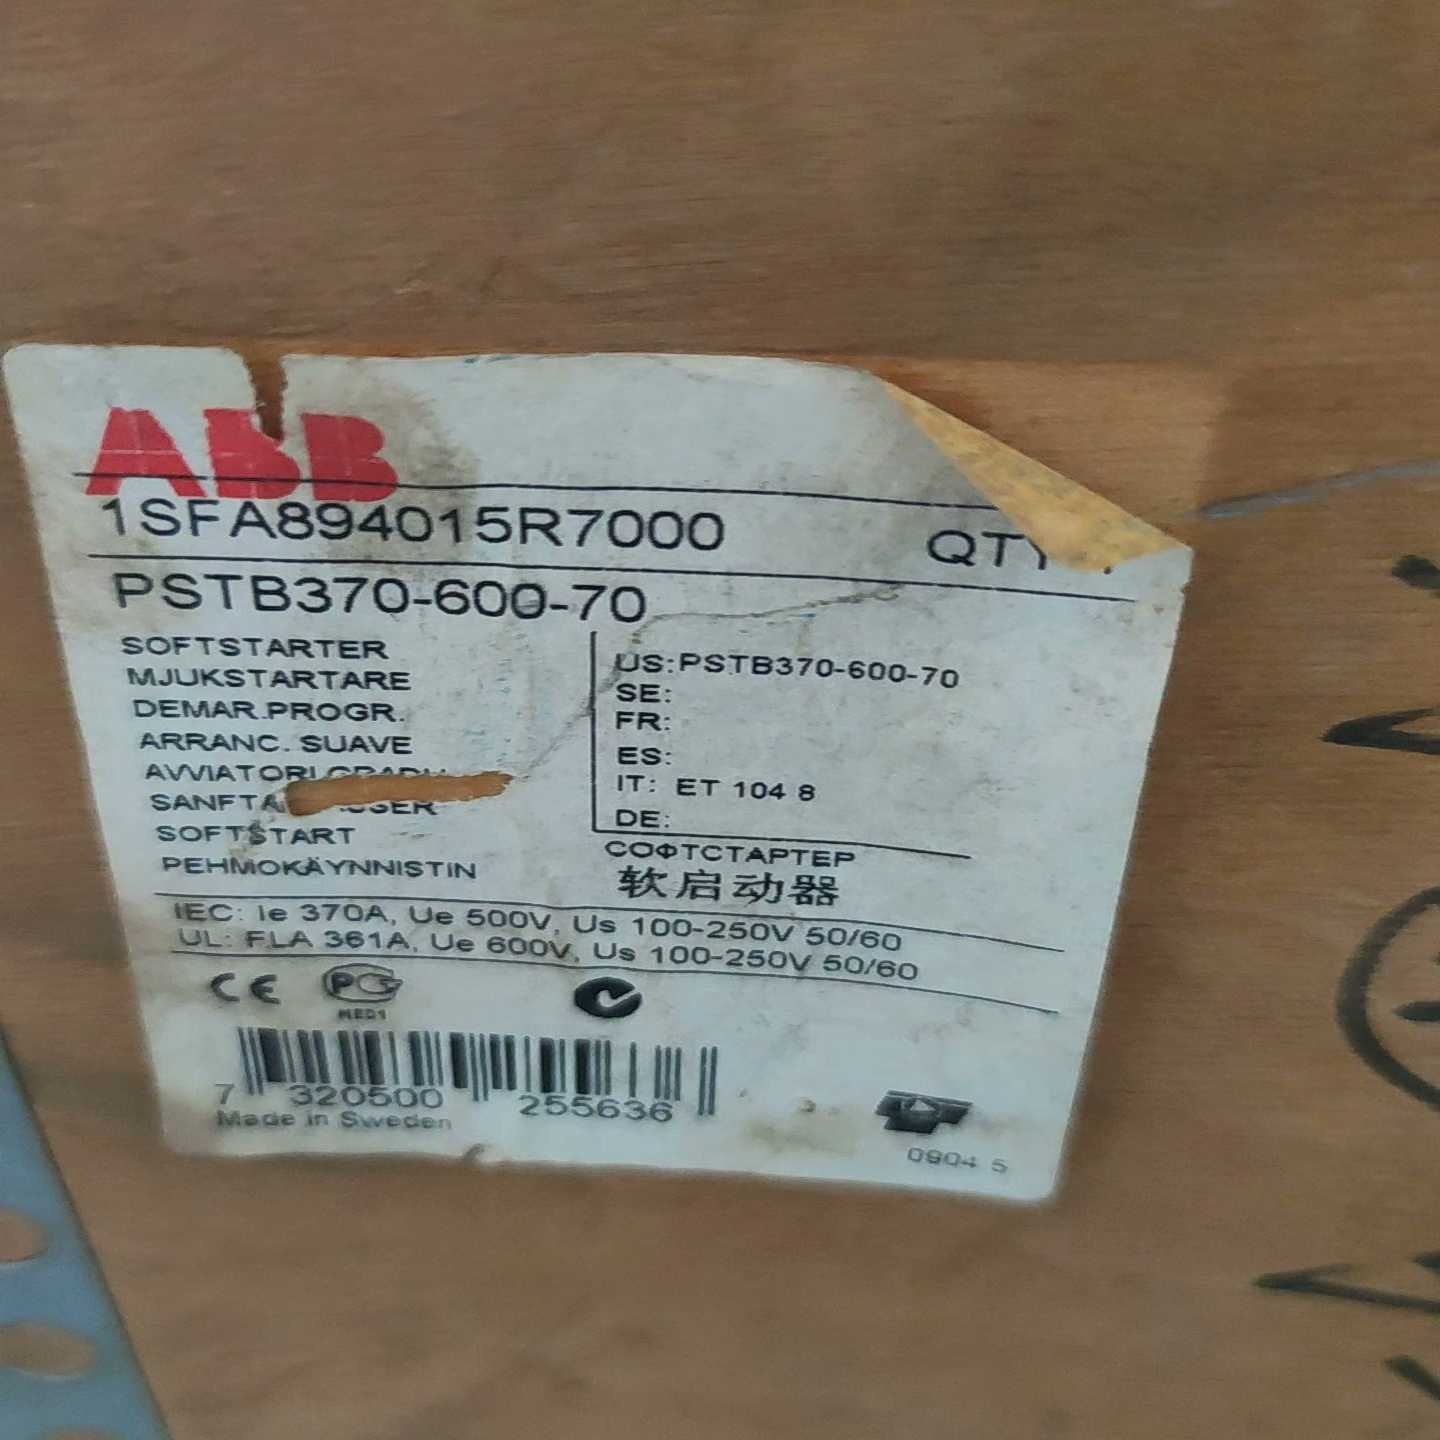 ABB
1SFA894015R7000 QTY
PSTB370-600-70
SOFTSTARTER
MJUKSTARTARE
DEMAR.PROGR.
ARRANC. SUAVE
AVVIATORI
SOFTSTART
PEHMOKÄYNNISTIN
US:PSTB370-600-70
SE:
FR:
ES:
IT: ET 104 8
DE:
СОФТСТАРТЕР
软启动器
IEC: Ie 370A, Ue 500V, Us 100-250V 50/60
UL: FLA 361A, Ue 600V, Us 100-250V 50/60
CE PC
ME01
7 320500 255636
Made in Sweden
0904 5